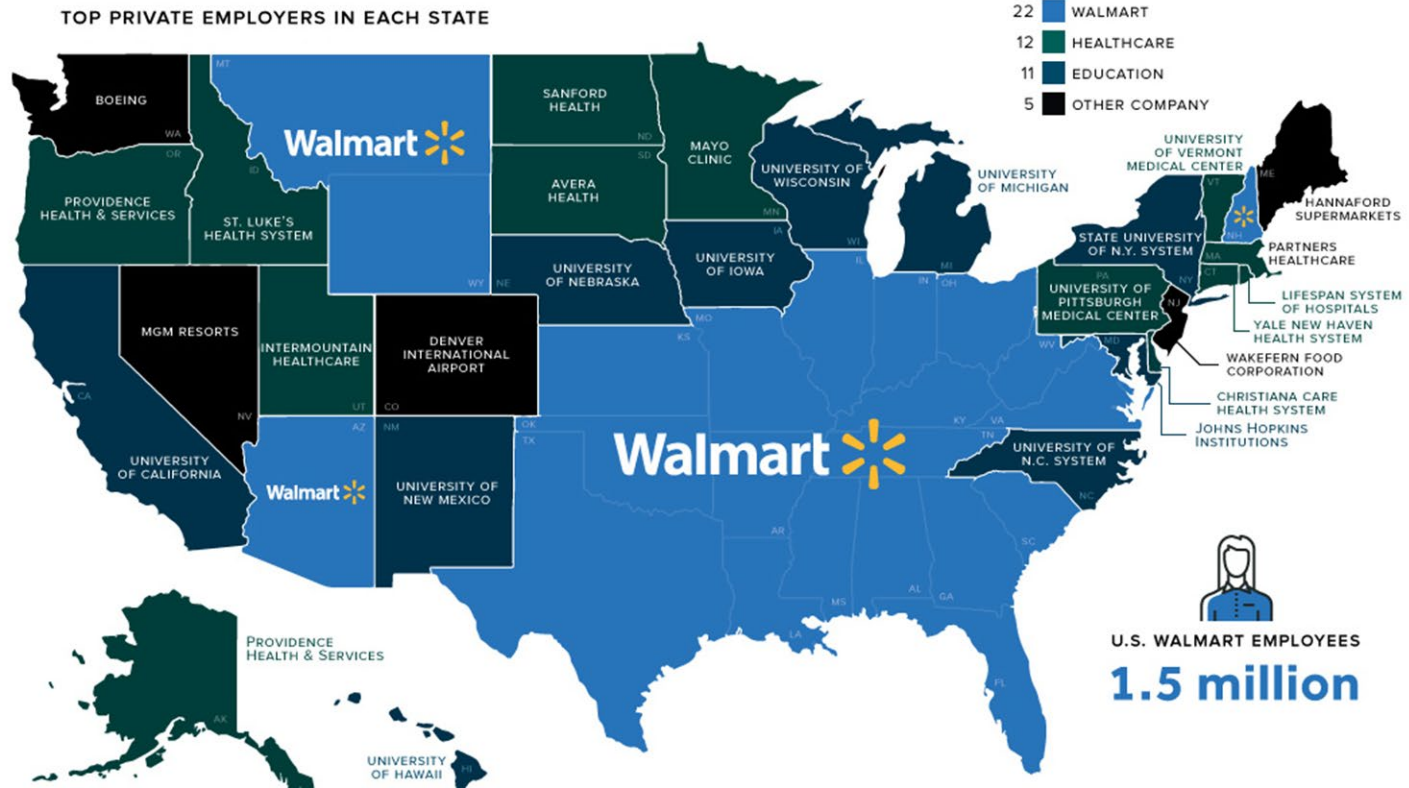 TOP PRIVATE EMPLOYERS IN EACH STATE
22 WALMART
12 HEALTHCARE
11 EDUCATION
5 OTHER COMPANY
BOEING
WA
OR
PROVIDENCE
HEALTH & SERVICES
ID
ST. LUKE'S
HEALTH SYSTEM
MT
Walmart
WY
SANFORD
HEALTH
ND
SD
AVERA
HEALTH
MAYO
CLINIC
MN
UNIVERSITY OF
WISCONSIN
WI
UNIVERSITY
OF MICHIGAN
MI
UNIVERSITY
OF VERMONT
MEDICAL CENTER
VT
NH
ME
HANNAFORD
SUPERMARKETS
STATE UNIVERSITY
OF N.Y. SYSTEM
NY
MA
PARTNERS
HEALTHCARE
CT
LIFESPAN SYSTEM
OF HOSPITALS
YALE NEW HAVEN
HEALTH SYSTEM
NJ
WAKEFERN FOOD
CORPORATION
PA
UNIVERSITY OF
PITTSBURGH
MEDICAL CENTER
MD
CHRISTIANA CARE
HEALTH SYSTEM
JOHNS HOPKINS
INSTITUTIONS
NE
UNIVERSITY
OF NEBRASKA
IA
UNIVERSITY
OF IOWA
IL
IN
OH
WV
MO
KS
KY
VA
CA
UNIVERSITY
OF CALIFORNIA
MGM RESORTS
NV
INTERMOUNTAIN
HEALTHCARE
UT
DENVER
INTERNATIONAL
AIRPORT
CO
AZ
Walmart
NM
UNIVERSITY OF
NEW MEXICO
OK
TX
Walmart
TN
UNIVERSITY OF
N.C. SYSTEM
NC
SC
AR
MS
AL
GA
LA
FL
PROVIDENCE
HEALTH & SERVICES
AK
UNIVERSITY
OF HAWAII
HI
U.S. WALMART EMPLOYEES
1.5 million